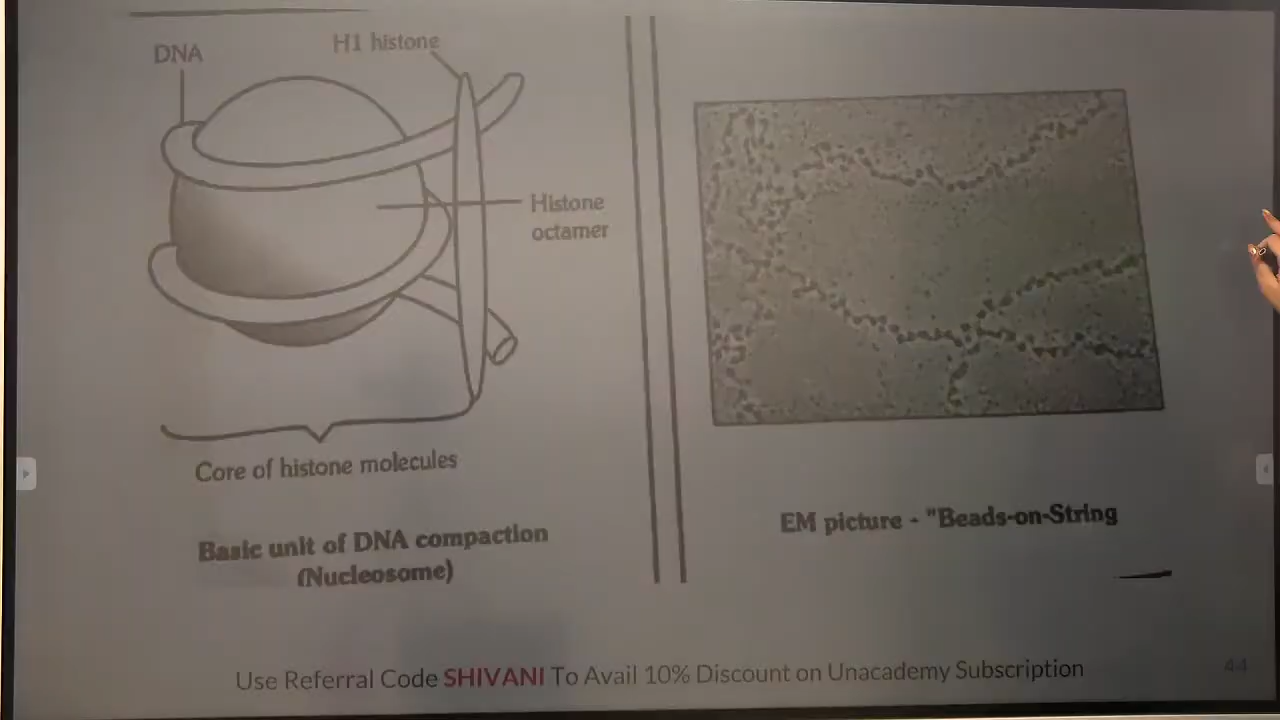 DNA
H1 histone
Histone
octamer
Core of histone molecules
Basic unit of DNA compaction
(Nucleosome)
EM picture - "Beads-on-String
Use Referral Code SHIVANI To Avail 10% Discount on Unacademy Subscription
44